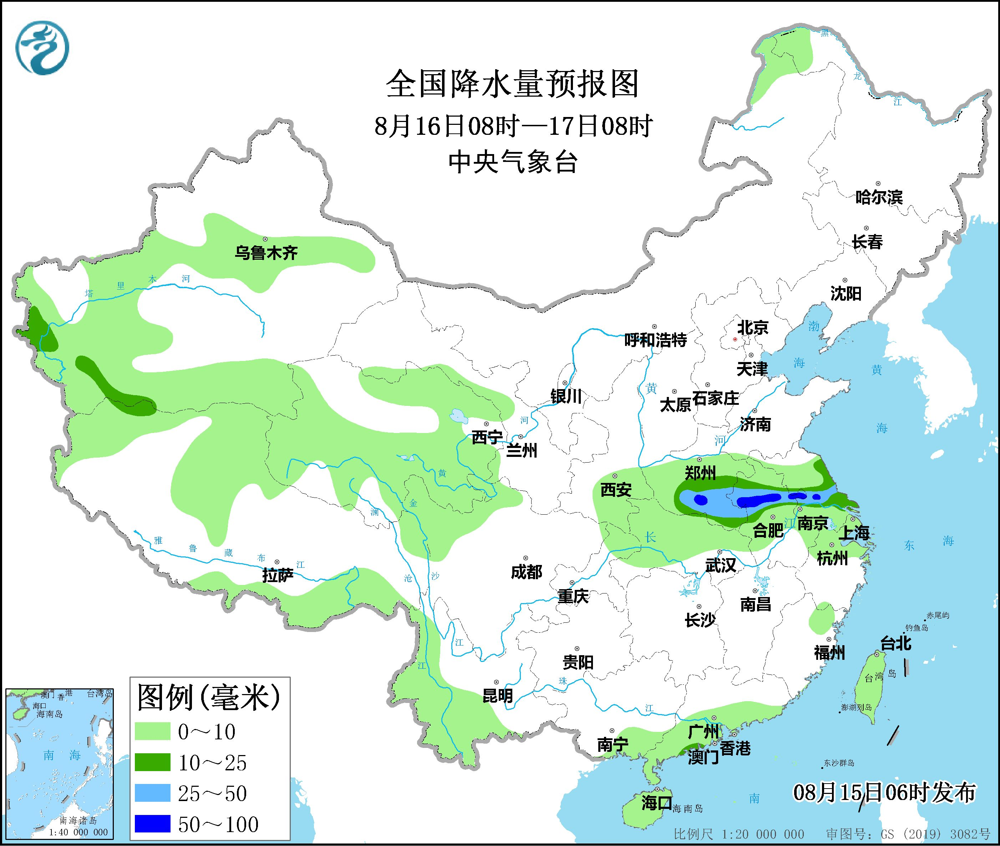 全国降水量预报图
8月16日08时—17日08时
中央气象台
黑
龙
江
哈尔滨
长春
沈阳
乌鲁木齐
塔里木河
呼和浩特
北京
天津
渤
海
黄
海
银川
黄
太原
石家庄
济南
河
西宁
兰州
河
郑州
西安
黄
金
澜
合肥
江
南京
上海
长
东
海
杭州
雅鲁藏布江
拉萨
成都
沧
沙
武汉
重庆
南昌
长沙
赤尾屿
钓鱼岛
台北
江
福州
贵阳
江
台湾岛
珠
昆明
江
澎湖列岛
广州
南宁
香港
澳门
东沙群岛
海口
海南岛
南
08月15日06时发布
比例尺 1:20 000 000
审图号: GS (2019) 3082号
图例(毫米)
0～10
10～25
25～50
50～100
澳门
香港
台湾岛
海口
海南岛
南海
南海诸岛
1:40 000 000